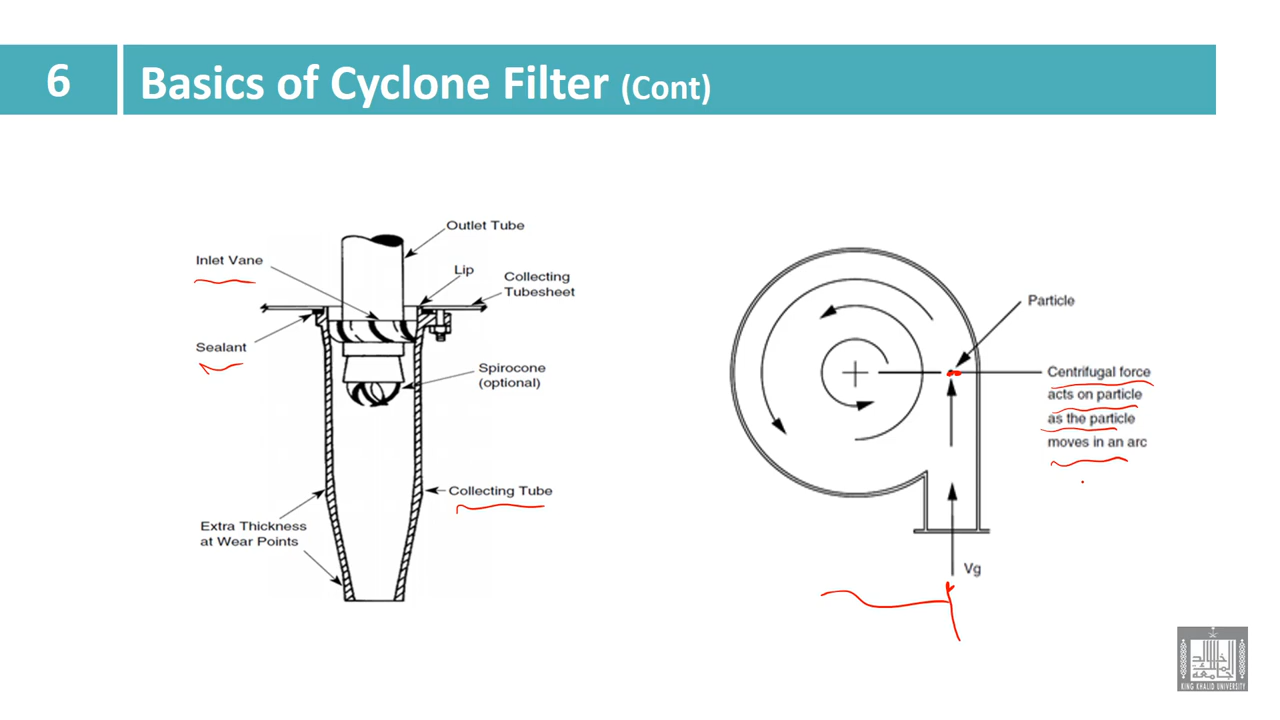 6
Basics of Cyclone Filter (Cont)
Outlet Tube
Inlet Vane
Lip
Collecting
Tubesheet
Sealant
Spirocone
(optional)
Collecting Tube
Extra Thickness
at Wear Points
Particle
Centrifugal force
acts on particle
as the particle
moves in an arc
Vg
KING KHALID UNIVERSITY